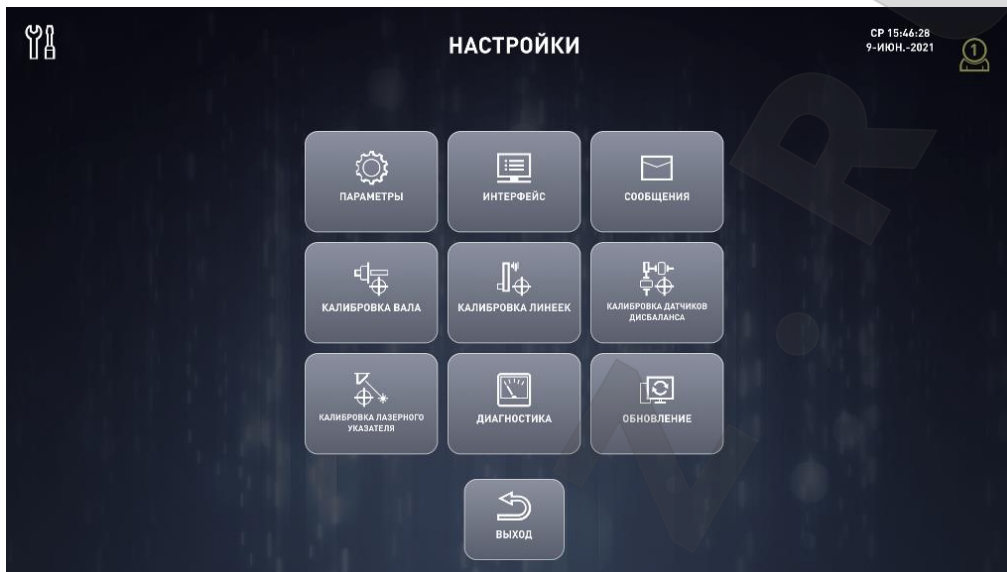 НАСТРОЙКИ
СР 15:46:28
9-ИЮН.-2021
1
ПАРАМЕТРЫ
ИНТЕРФЕЙС
СООБЩЕНИЯ
КАЛИБРОВКА ВАЛА
КАЛИБРОВКА ЛИНЕЕК
КАЛИБРОВКА ДАТЧИКОВ
ДИСБАЛАНСА
КАЛИБРОВКА ЛАЗЕРНОГО
УКАЗАТЕЛЯ
ДИАГНОСТИКА
ОБНОВЛЕНИЕ
ВЫХОД